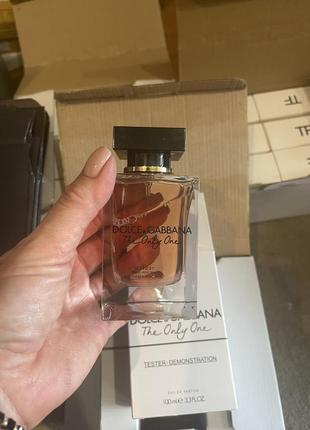 DOLCE&GABBANA
The Only One
DOLCE&GABBANA
The Only One
TESTER-DEMONSTRATION
EAU DE PARFUM
100ml e 3.3FL.OZ.
TF
TF